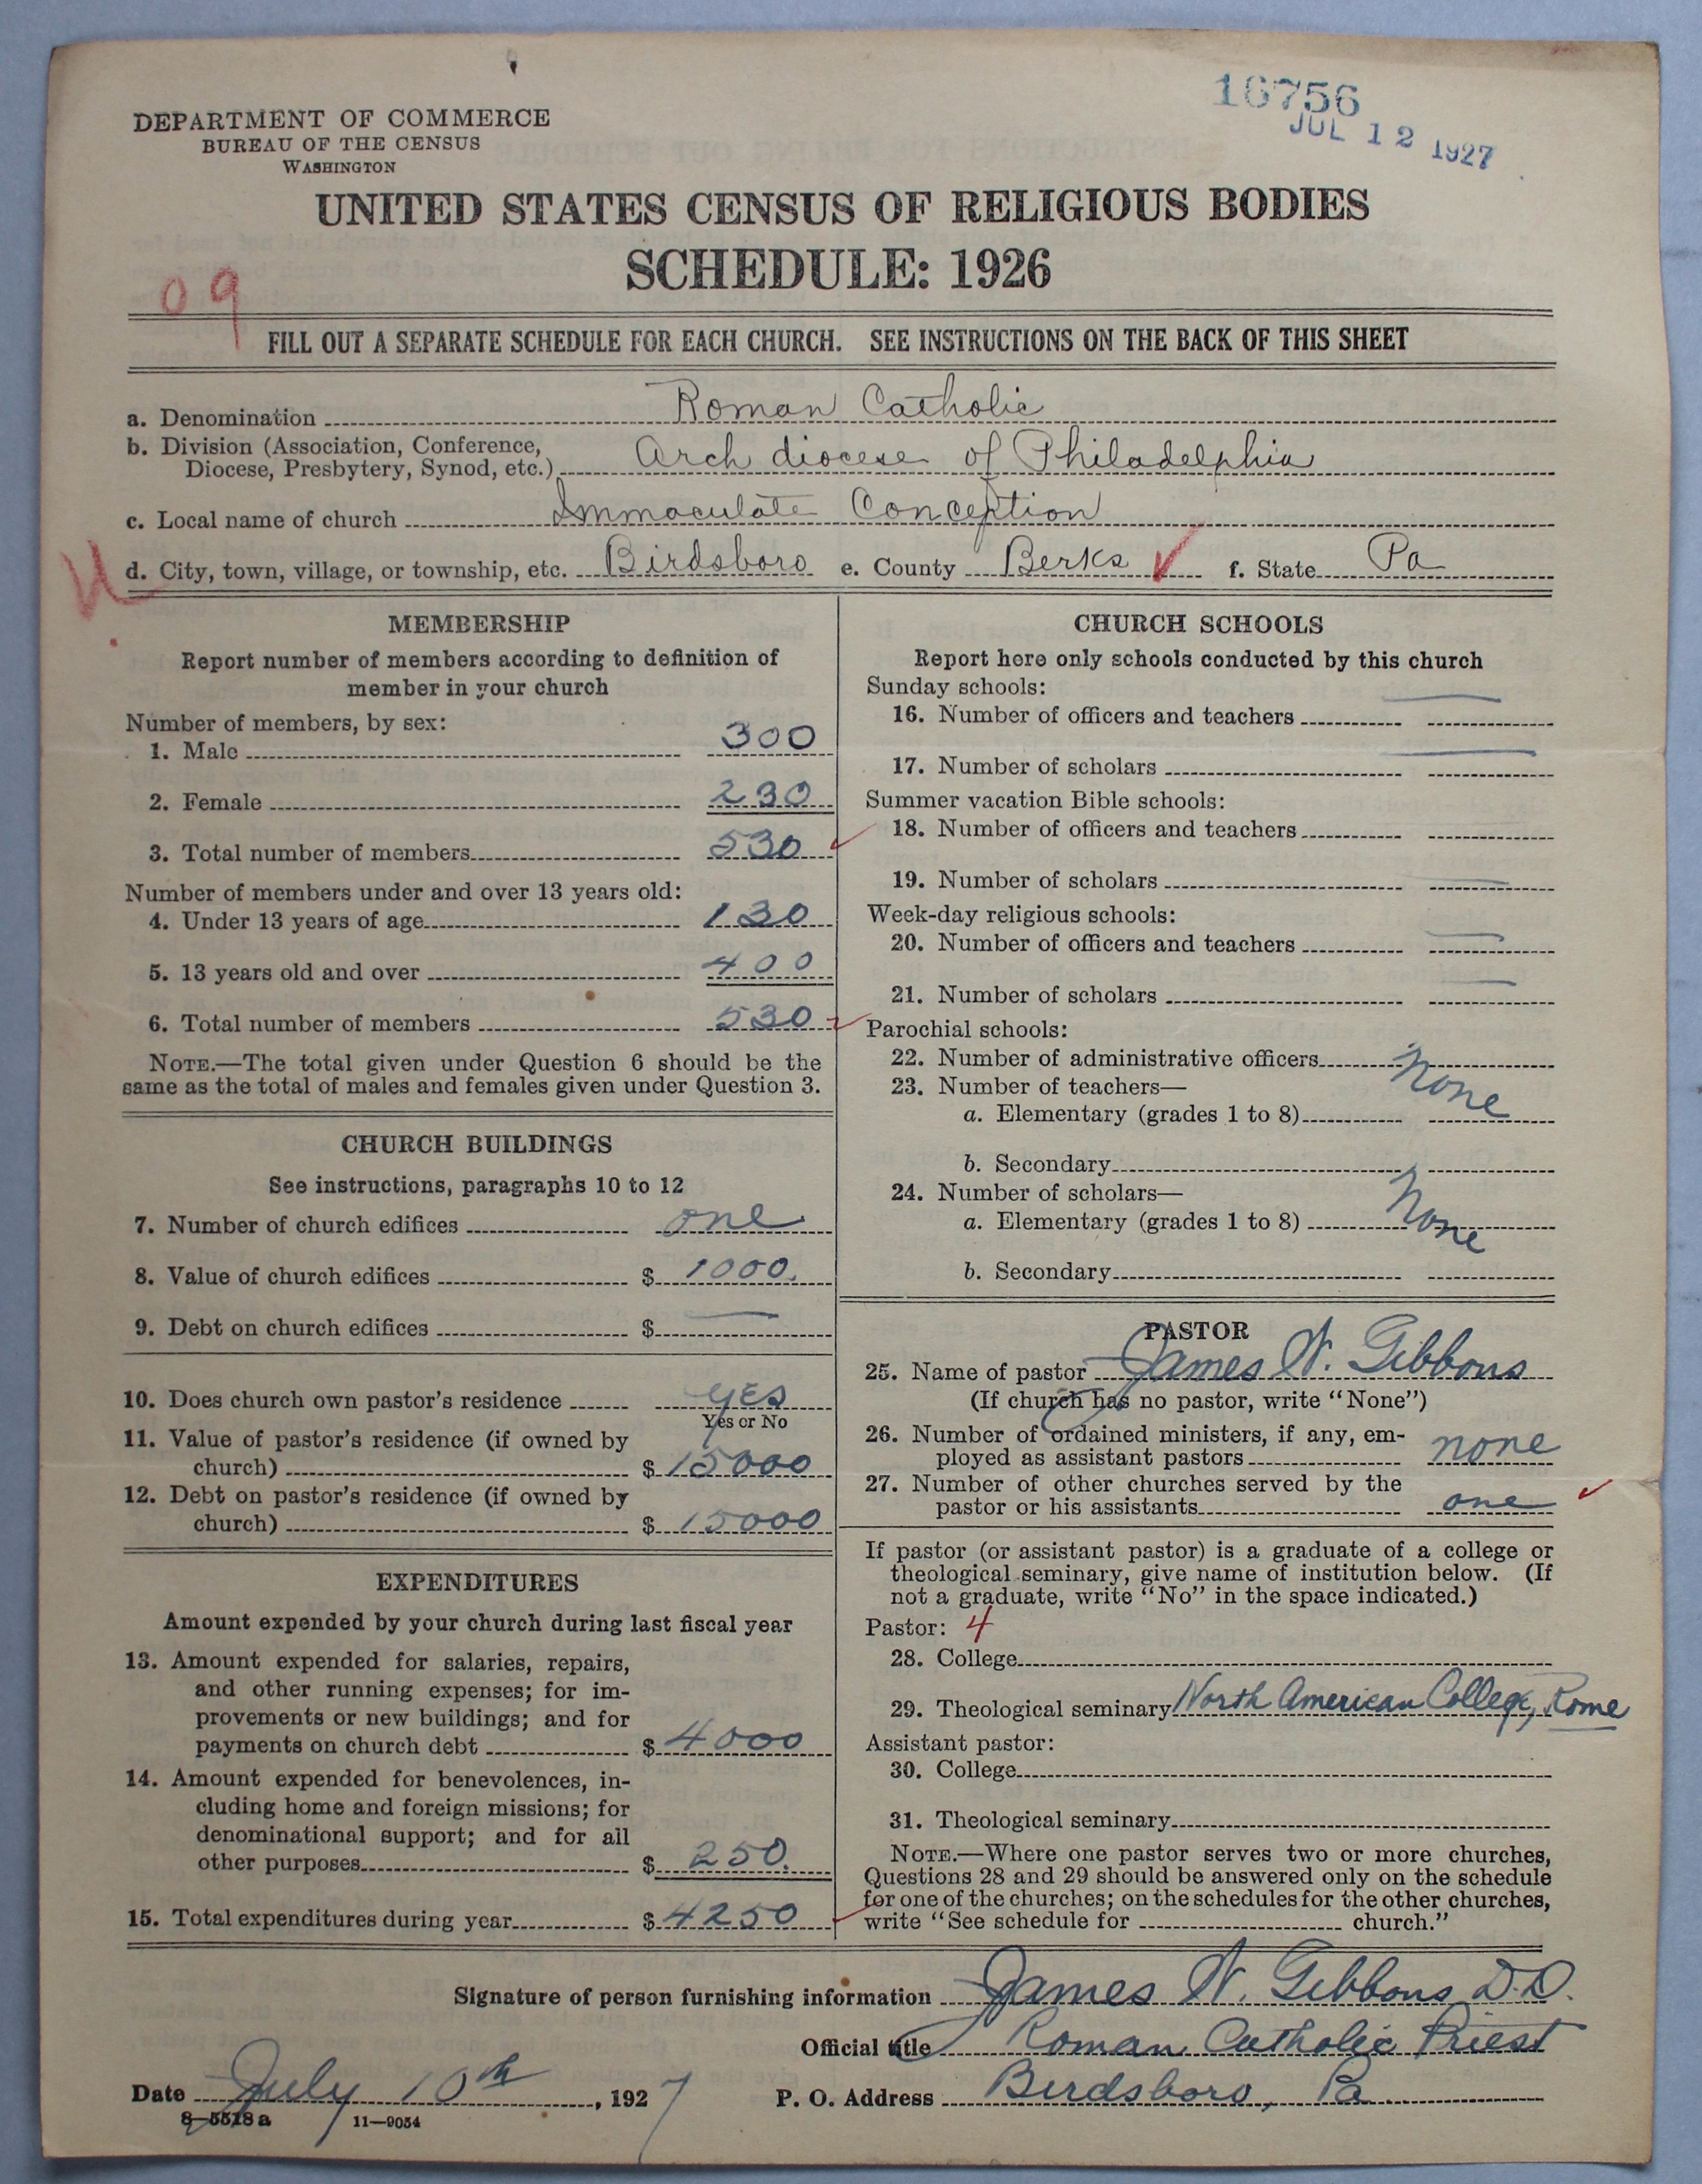 16756
JUL 12 1927
DEPARTMENT OF COMMERCE
BUREAU OF THE CENSUS
WASHINGTON
UNITED STATES CENSUS OF RELIGIOUS BODIES
SCHEDULE: 1926
09
FILL OUT A SEPARATE SCHEDULE FOR EACH CHURCH. SEE INSTRUCTIONS ON THE BACK OF THIS SHEET
a. Denomination Roman Catholic
b. Division (Association, Conference,
Diocese, Presbytery, Synod, etc.) Arch diocese of Philadelphia
c. Local name of church Immaculate Conception
d. City, town, village, or township, etc. Birdsboro e. County Berks f. State Pa
MEMBERSHIP
Report number of members according to definition of
member in your church
Number of members, by sex:
1. Male 300
2. Female 230
3. Total number of members 530
Number of members under and over 13 years old:
4. Under 13 years of age 130
5. 13 years old and over 400
6. Total number of members 530
NOTE.—The total given under Question 6 should be the
same as the total of males and females given under Question 3.
CHURCH BUILDINGS
See instructions, paragraphs 10 to 12
7. Number of church edifices one
8. Value of church edifices $ 1000.
9. Debt on church edifices $ —
10. Does church own pastor's residence yes
Yes or No
11. Value of pastor's residence (if owned by
church) $ 15000
12. Debt on pastor's residence (if owned by
church) $ 15000
EXPENDITURES
Amount expended by your church during last fiscal year
13. Amount expended for salaries, repairs,
and other running expenses; for im-
provements or new buildings; and for
payments on church debt $ 4000
14. Amount expended for benevolences, in-
cluding home and foreign missions; for
denominational support; and for all
other purposes $ 250.
15. Total expenditures during year $ 4250
CHURCH SCHOOLS
Report here only schools conducted by this church
Sunday schools:
16. Number of officers and teachers —
17. Number of scholars —
Summer vacation Bible schools:
18. Number of officers and teachers
19. Number of scholars —
Week-day religious schools:
20. Number of officers and teachers —
21. Number of scholars —
Parochial schools:
22. Number of administrative officers None
23. Number of teachers—
a. Elementary (grades 1 to 8)
b. Secondary
24. Number of scholars— None
a. Elementary (grades 1 to 8)
b. Secondary
PASTOR
25. Name of pastor James W. Gibbons
(If church has no pastor, write "None")
26. Number of ordained ministers, if any, em-
ployed as assistant pastors none
27. Number of other churches served by the
pastor or his assistants one
If pastor (or assistant pastor) is a graduate of a college or
theological seminary, give name of institution below. (If
not a graduate, write "No" in the space indicated.)
Pastor: 4
28. College
29. Theological seminary North American College, Rome
Assistant pastor:
30. College
31. Theological seminary
NOTE.—Where one pastor serves two or more churches,
Questions 28 and 29 should be answered only on the schedule
for one of the churches; on the schedules for the other churches,
write "See schedule for church."
Signature of person furnishing information James W. Gibbons D.D.
Official title Roman Catholic Priest
Date July 10th, 1927 P. O. Address Birdsboro, Pa
8—5518 a 11—9054